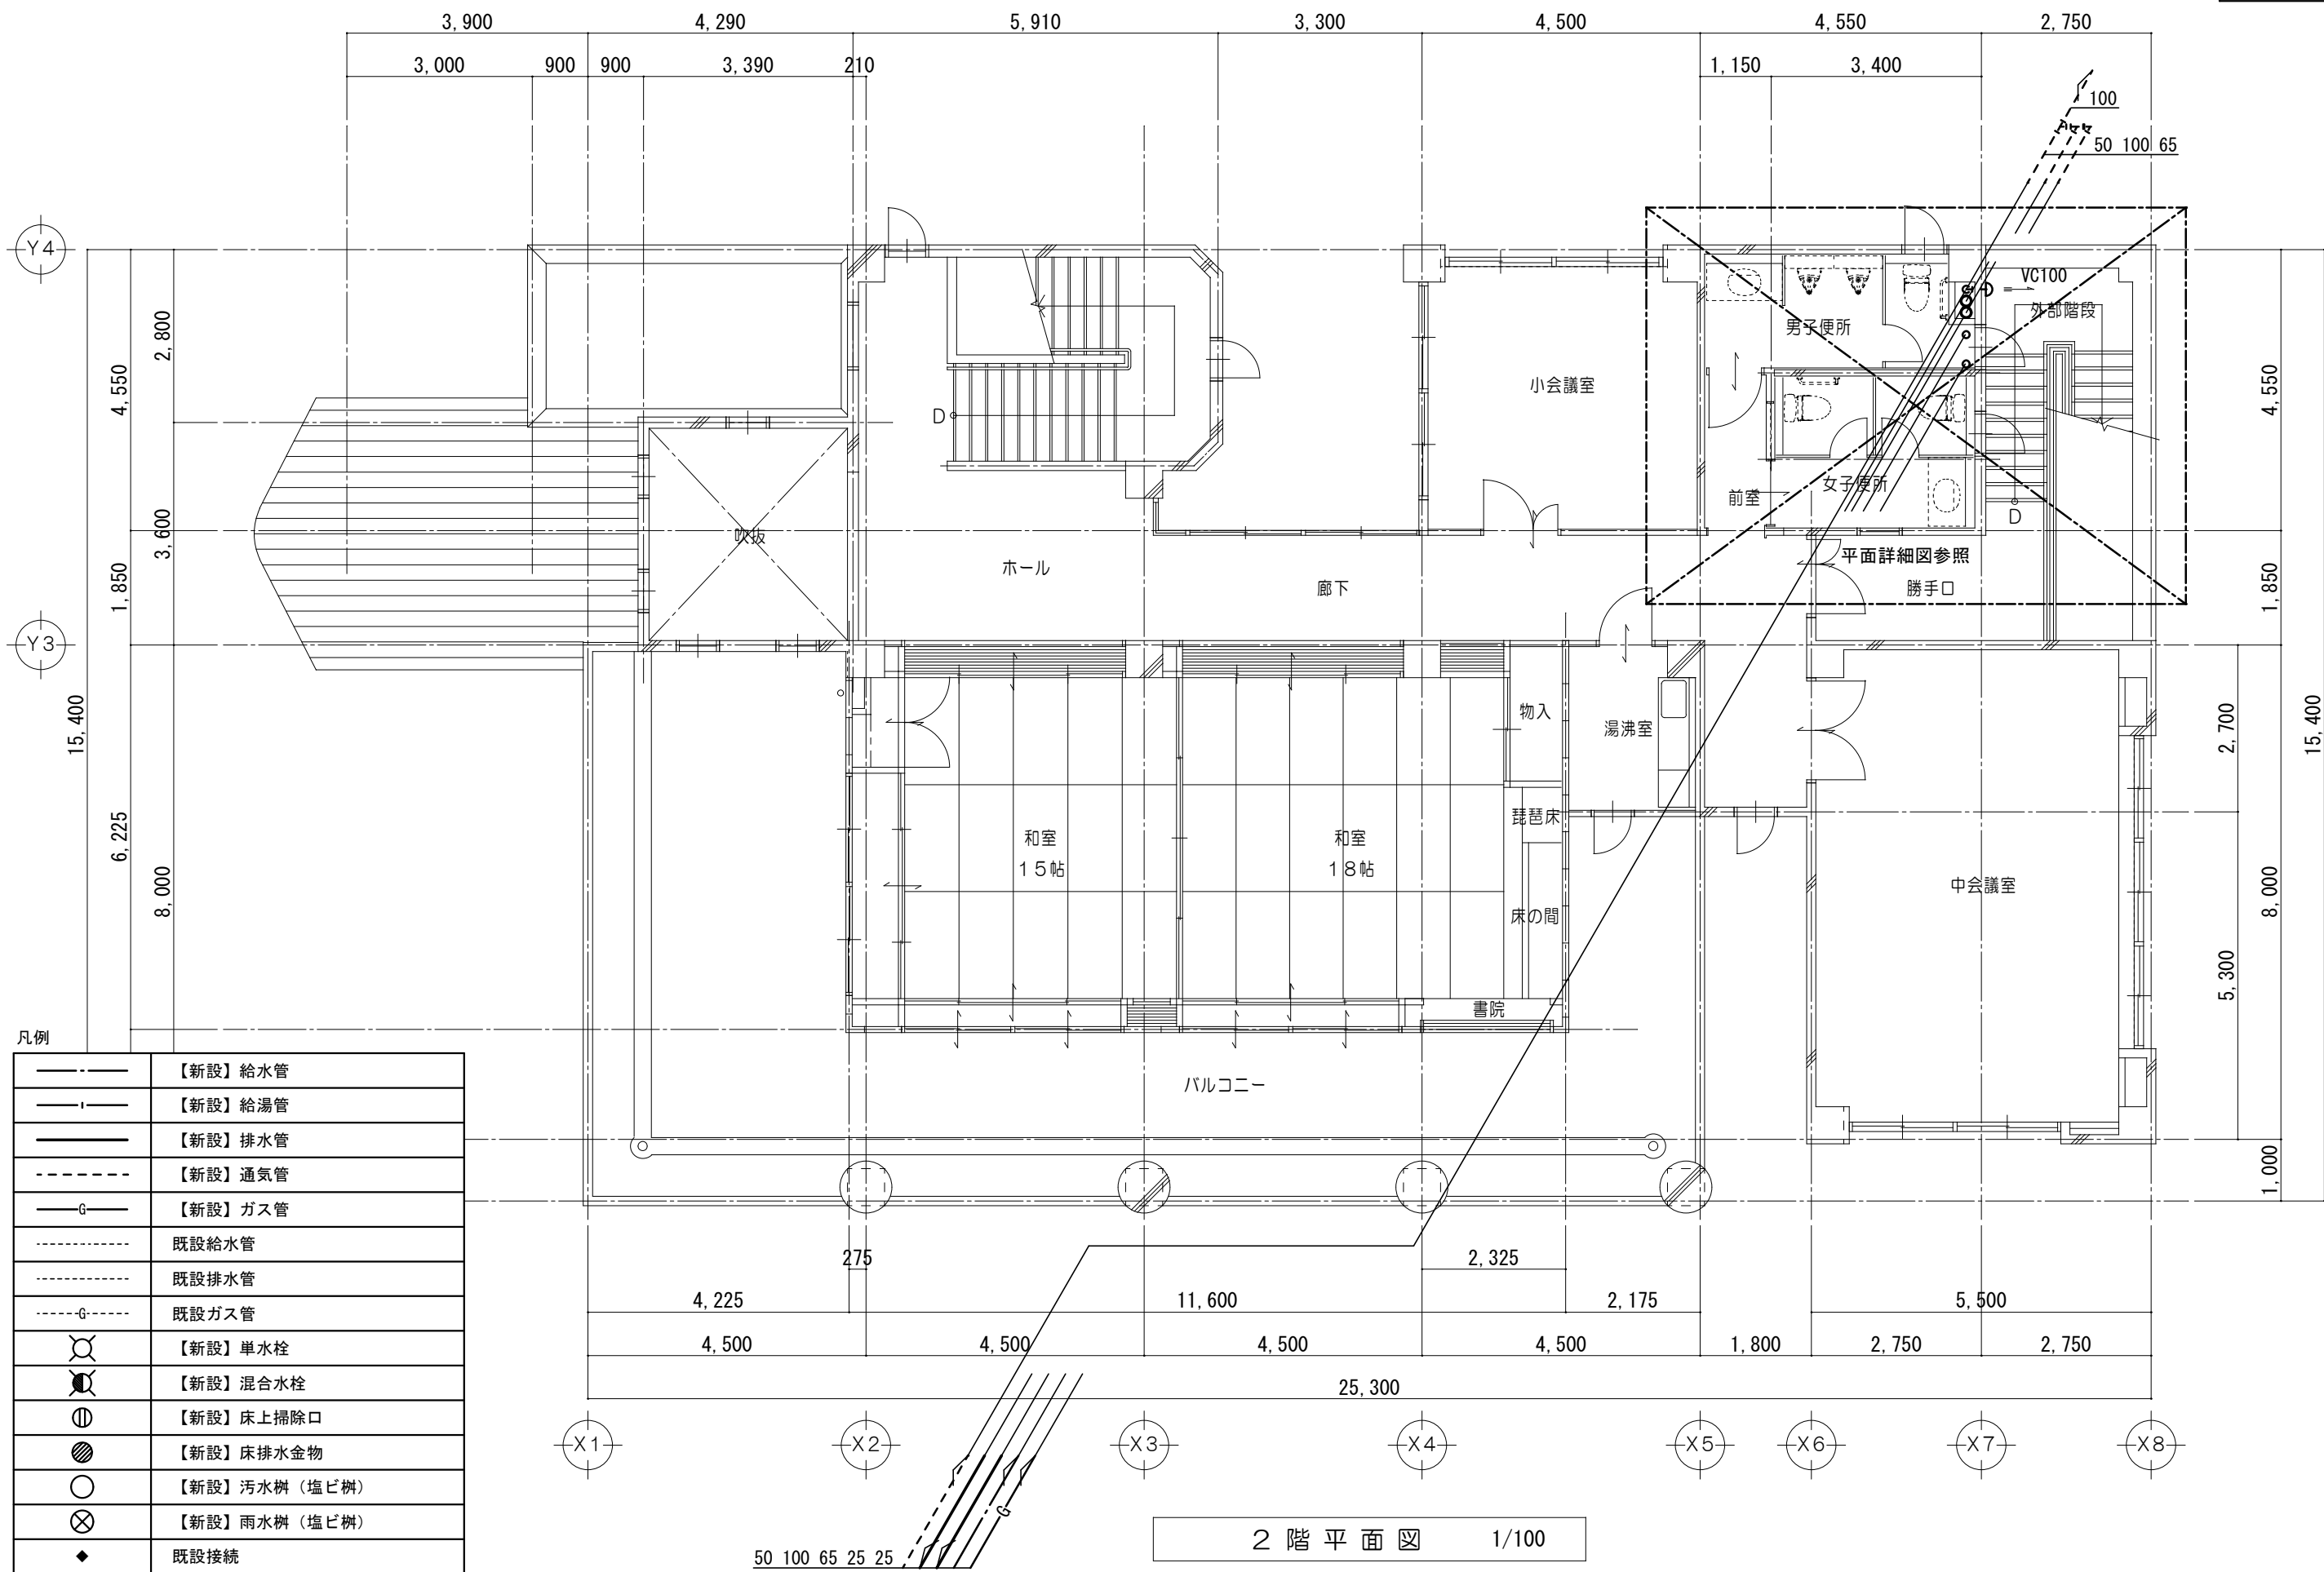 3,900 4,290 5,910 3,300 4,500 4,550 2,750
3,000 900 900 3,390 210 1,150 3,400
100
50 100 65
Y4
VC100
外部階段
男子便所
2,800
4,550
小会議室
4,550
D
女子便所
前室
D
3,600
吹抜
平面詳細図参照
ホール
廊下
勝手口
1,850
1,850
Y3
15,400
物入
湯沸室
2,700
15,400
6,225
和室
15帖
和室
18帖
琵琶床
8,000
中会議室
8,000
床の間
5,300
書院
バルコニー
1,000
275 2,325
4,225 11,600 2,175 5,500
4,500 4,500 4,500 4,500 1,800 2,750 2,750
25,300
X1 X2 X3 X4 X5 X6 X7 X8
G
50 100 65 25 25
2階平面図 1/100
凡例
【新設】給水管
【新設】給湯管
【新設】排水管
【新設】通気管
G 【新設】ガス管
既設給水管
既設排水管
G 既設ガス管
【新設】単水栓
【新設】混合水栓
【新設】床上掃除口
【新設】床排水金物
【新設】汚水桝（塩ビ桝）
【新設】雨水桝（塩ビ桝）
既設接続